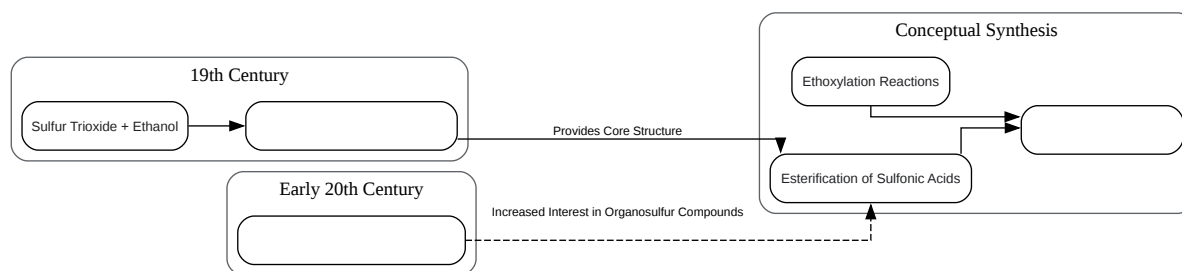 Conceptual Synthesis
19th Century
Ethoxylation Reactions
Sulfur Trioxide + Ethanol
Provides Core Structure
Esterification of Sulfonic Acids
Early 20th Century
Increased Interest in Organosulfur Compounds